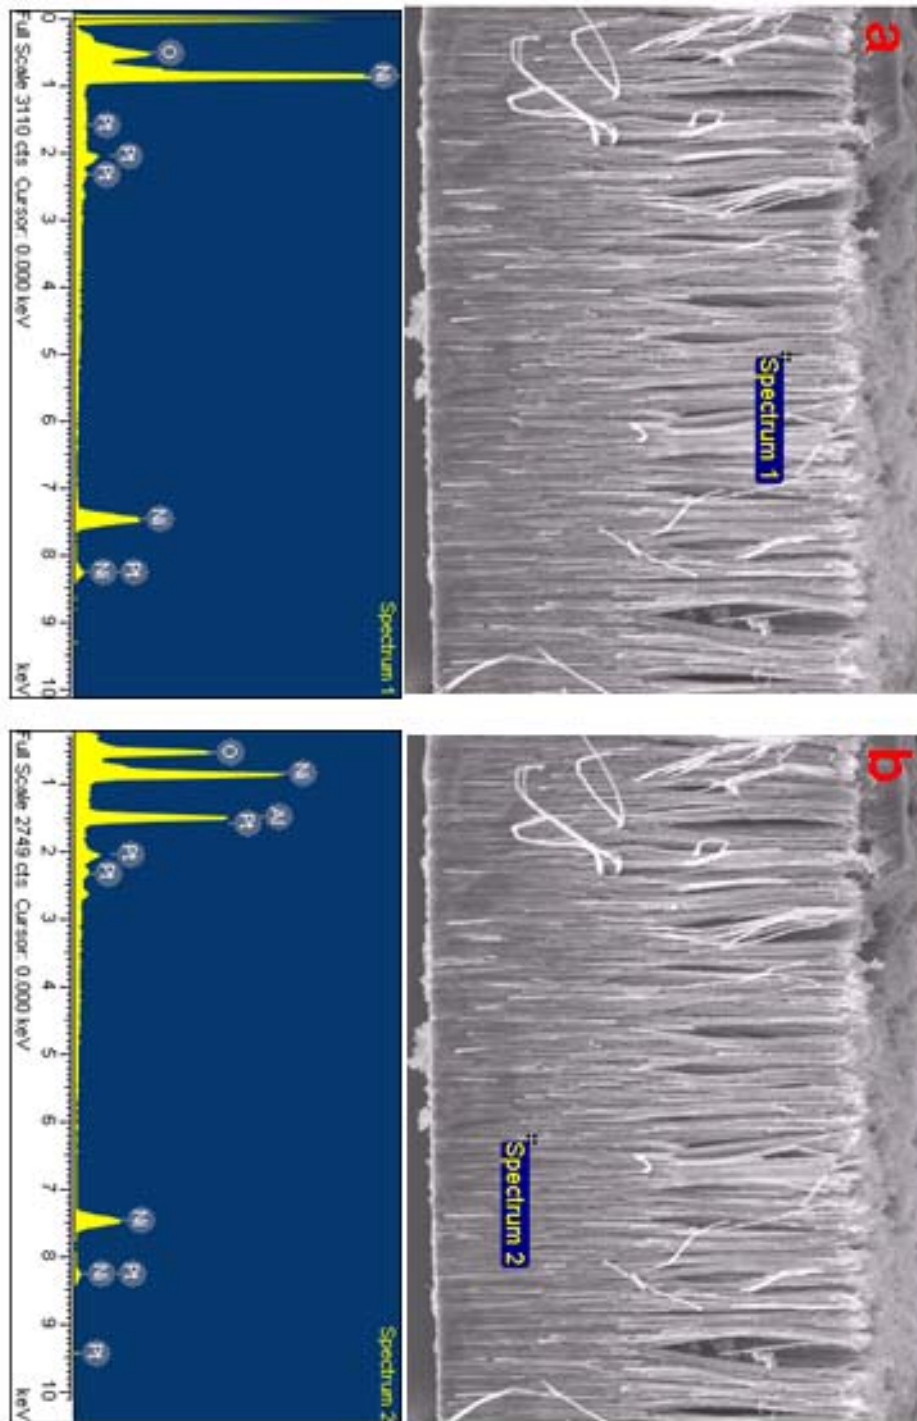 a
Spectrum 1
Spectrum 1
O
Ni
Pt
Pt
Pt
Ni
Ni
Pt
0
1
2
3
4
5
6
7
8
9
10
Full Scale 3110 cts Cursor: 0.000 keV
keV
b
Spectrum 2
Spectrum 2
O
Ni
Al
Pt
Pt
Pt
Ni
Ni
Pt
Pt
1
2
3
4
5
6
7
8
9
10
Full Scale 2749 cts Cursor: 0.000 keV
keV